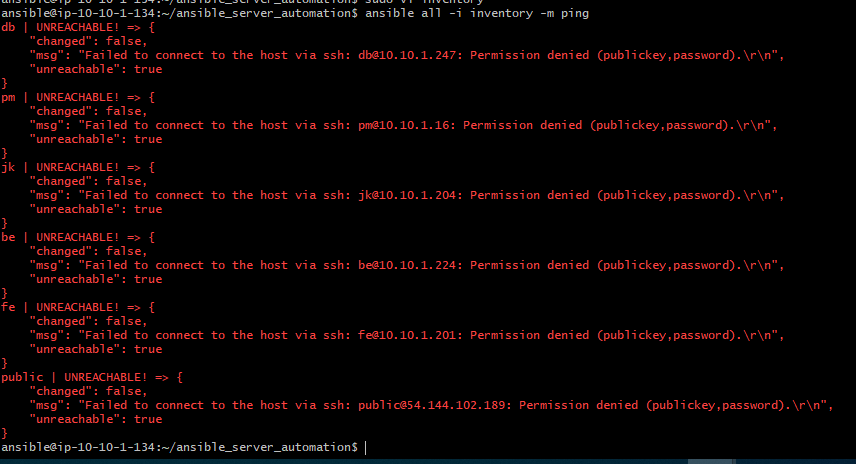 ansible@ip-10-10-1-134:~/ansible_server_automation$ sudo vi inventory
ansible@ip-10-10-1-134:~/ansible_server_automation$ ansible all -i inventory -m ping
db | UNREACHABLE! => {
    "changed": false,
    "msg": "Failed to connect to the host via ssh: db@10.10.1.247: Permission denied (publickey,password).\r\n",
    "unreachable": true
}
pm | UNREACHABLE! => {
    "changed": false,
    "msg": "Failed to connect to the host via ssh: pm@10.10.1.16: Permission denied (publickey,password).\r\n",
    "unreachable": true
}
jk | UNREACHABLE! => {
    "changed": false,
    "msg": "Failed to connect to the host via ssh: jk@10.10.1.204: Permission denied (publickey,password).\r\n",
    "unreachable": true
}
be | UNREACHABLE! => {
    "changed": false,
    "msg": "Failed to connect to the host via ssh: be@10.10.1.224: Permission denied (publickey,password).\r\n",
    "unreachable": true
}
fe | UNREACHABLE! => {
    "changed": false,
    "msg": "Failed to connect to the host via ssh: fe@10.10.1.201: Permission denied (publickey,password).\r\n",
    "unreachable": true
}
public | UNREACHABLE! => {
    "changed": false,
    "msg": "Failed to connect to the host via ssh: public@54.144.102.189: Permission denied (publickey,password).\r\n",
    "unreachable": true
}
ansible@ip-10-10-1-134:~/ansible_server_automation$